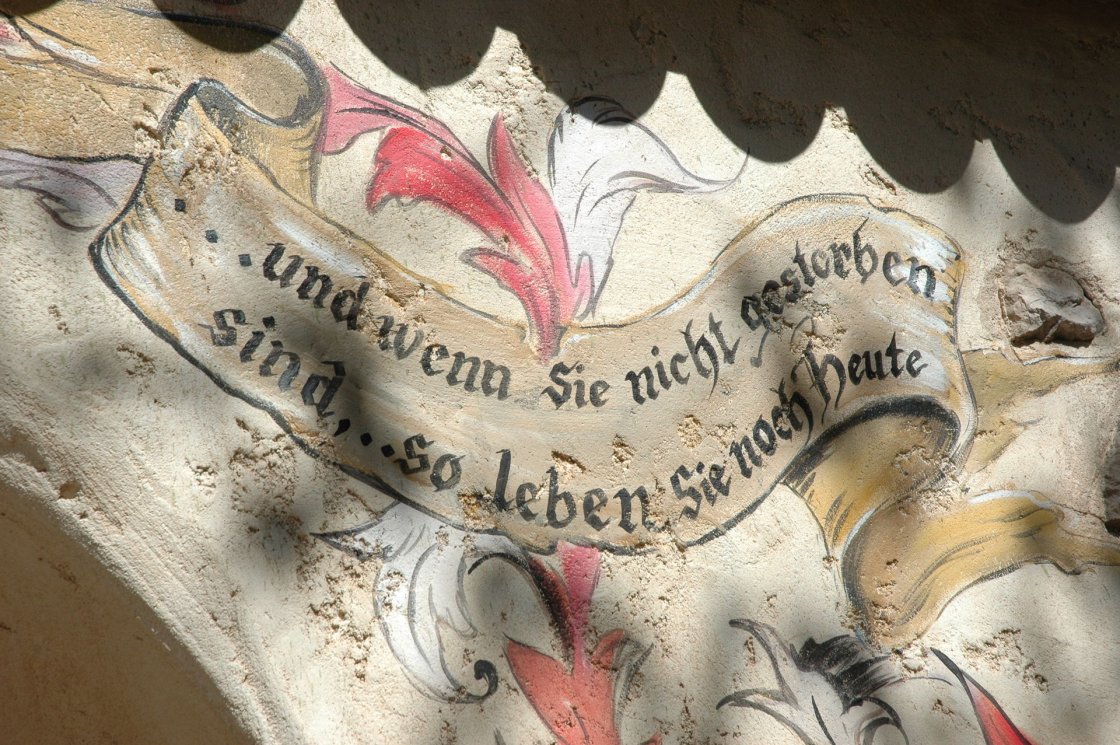 ...und wenn Sie nicht gestorben
sind,...so leben Sie noch heute